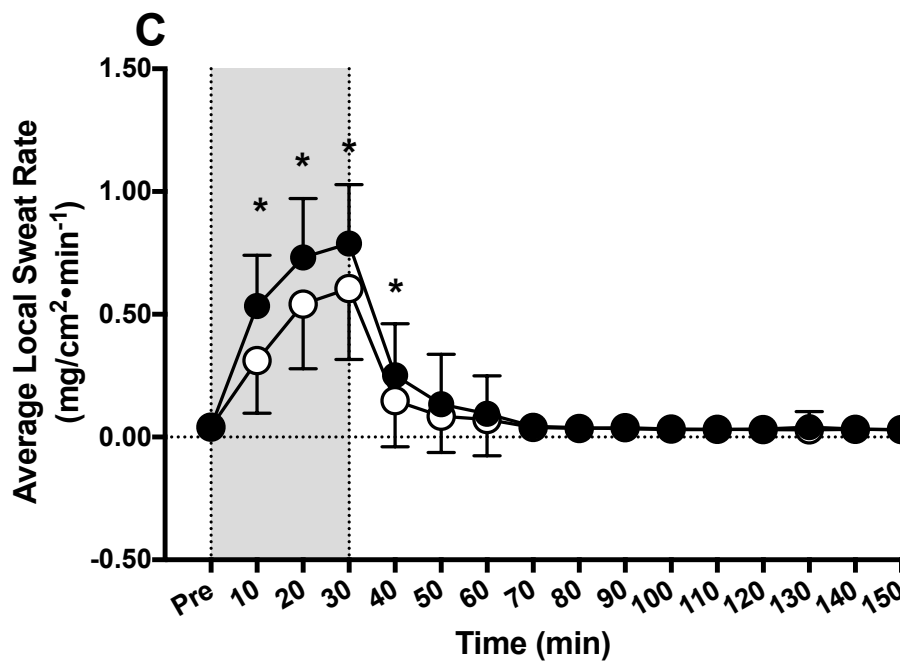 C
Average Local Sweat Rate
(mg/cm²•min⁻¹)
1.50
1.00
0.50
0.00
-0.50
*
*
*
*
Pre 10 20 30 40 50 60 70 80 90 100 110 120 130 140 150
Time (min)